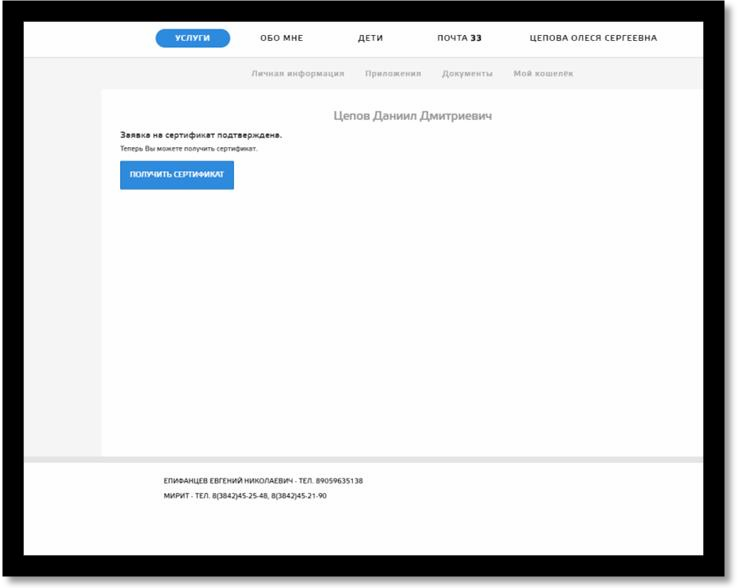 УСЛУГИ ОБО МНЕ ДЕТИ ПОЧТА 33 ЦЕПОВА ОЛЕСЯ СЕРГЕЕВНА
Личная информация Приложения Документы Мой кошелёк
Цепов Даниил Дмитриевич
Заявка на сертификат подтверждена.
Теперь Вы можете получить сертификат.
ПОЛУЧИТЬ СЕРТИФИКАТ
ЕПИФАНЦЕВ ЕВГЕНИЙ НИКОЛАЕВИЧ - ТЕЛ. 89059635138
МИРИТ - ТЕЛ. 8(3842)45-25-48, 8(3842)45-21-90